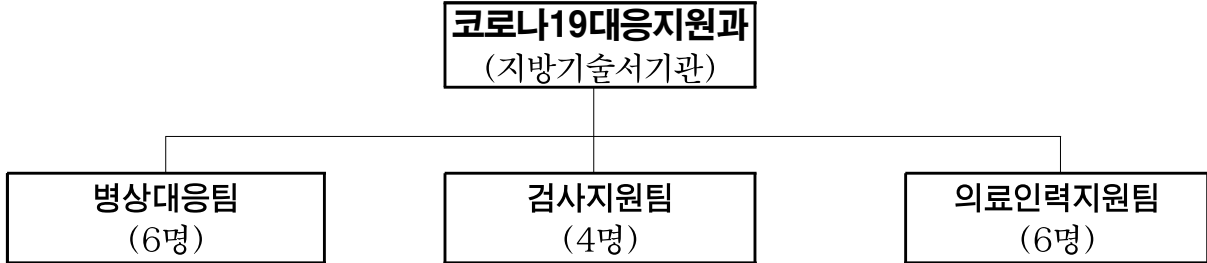 코로나19대응지원과
(지방기술서기관)
병상대응팀
(6명)
검사지원팀
(4명)
의료인력지원팀
(6명)